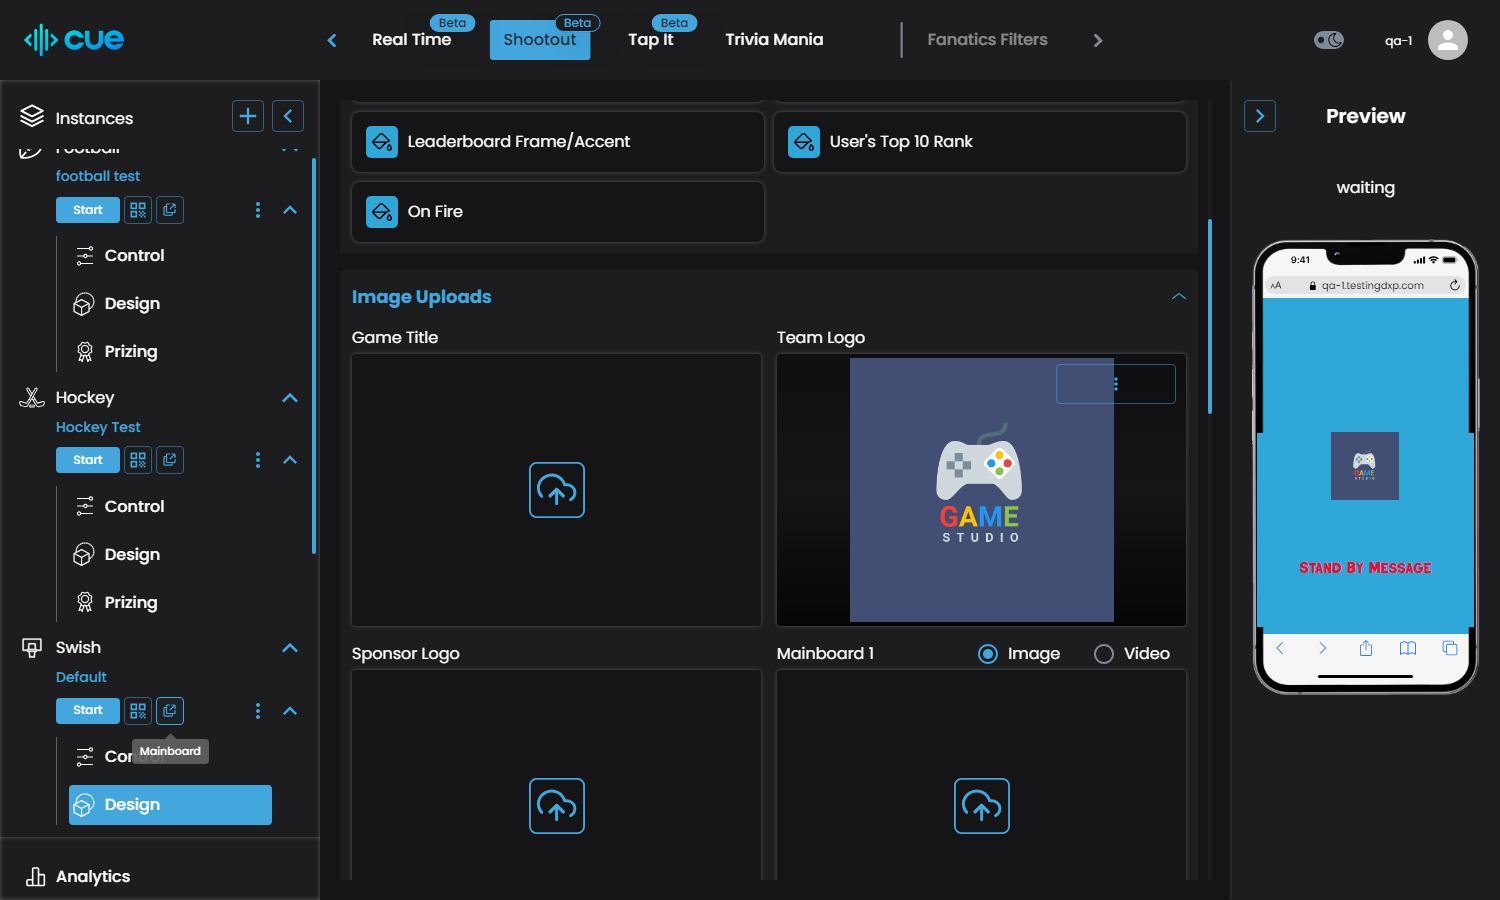 cue
Real Time
Beta
Shootout
Beta
Tap It
Beta
Trivia Mania
Fanatics Filters
qa-1
Instances
Football
football test
Start
Control
Design
Prizing
Hockey
Hockey Test
Start
Control
Design
Prizing
Swish
Default
Start
Mainboard
Control
Design
Analytics
Leaderboard Frame/Accent
User's Top 10 Rank
On Fire
Image Uploads
Game Title
Team Logo
GAME
STUDIO
Sponsor Logo
Mainboard 1
Image
Video
Preview
waiting
9:41
AA
qa-1.testingdxp.com
GAME
STUDIO
Stand By Message